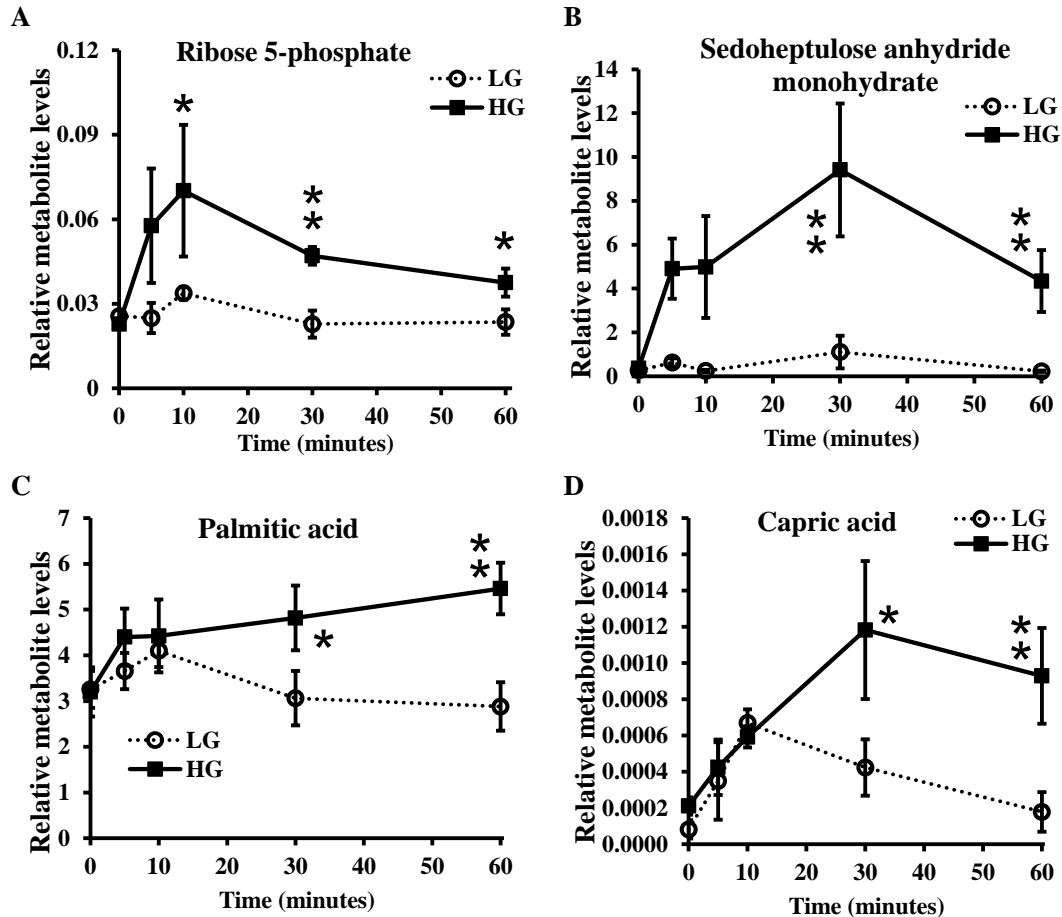 A
Ribose 5-phosphate
LG
HG
Relative metabolite levels
0.12
0.09
0.06
0.03
0
*
*
*
*
0 10 20 30 40 50 60
Time (minutes)
B
Sedoheptulose anhydride
monohydrate
LG
HG
Relative metabolite levels
14
12
10
8
6
4
2
0
*
*
*
*
0 10 20 30 40 50 60
Time (minutes)
C
Palmitic acid
LG
HG
Relative metabolite levels
7
6
5
4
3
2
1
0
*
*
*
0 10 20 30 40 50 60
Time (minutes)
D
Capric acid
LG
HG
Relative metabolite levels
0.0018
0.0016
0.0014
0.0012
0.0010
0.0008
0.0006
0.0004
0.0002
0.0000
*
*
*
0 10 20 30 40 50 60
Time (minutes)